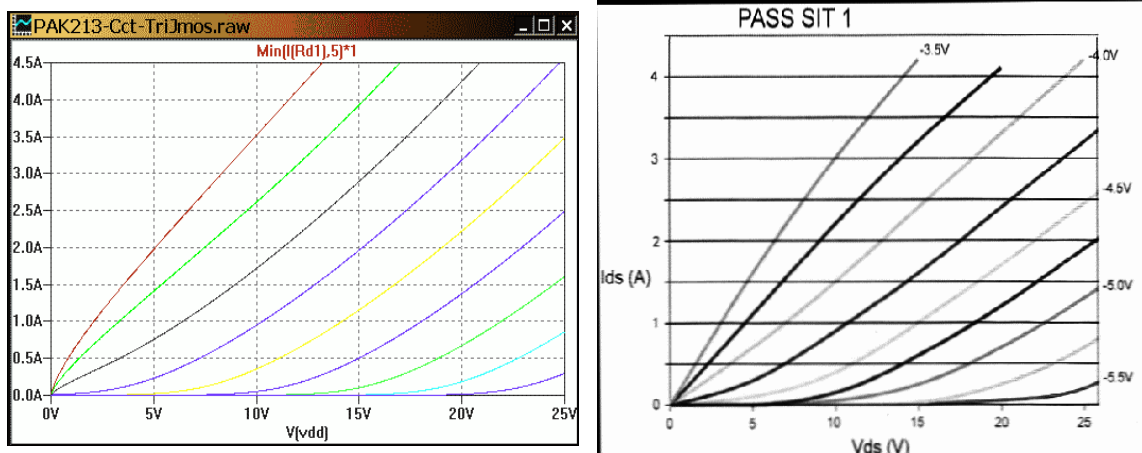 PAK213-Cct-TriJmos.raw
Min(I(Rd1),5)*1
4.5A
4.0A
3.5A
3.0A
2.5A
2.0A
1.5A
1.0A
0.5A
0.0A
0V 5V 10V 15V 20V 25V
V(vdd)
PASS SIT 1
-3.5V
-4.0V
4
3
-4.5V
2
Ids (A)
-5.0V
1
-5.5V
0
0 5 10 15 20 25
Vds (V)